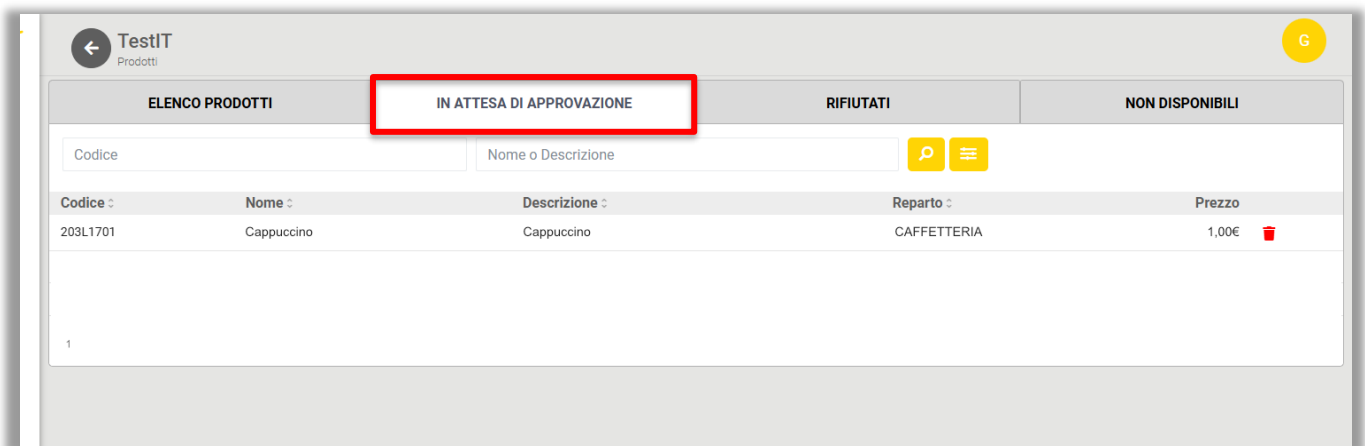 TestIT
Prodotti
G
ELENCO PRODOTTI IN ATTESA DI APPROVAZIONE RIFIUTATI NON DISPONIBILI
Codice Nome o Descrizione
Codice Nome Descrizione Reparto Prezzo
203L1701 Cappuccino Cappuccino CAFFETTERIA 1,00€
1